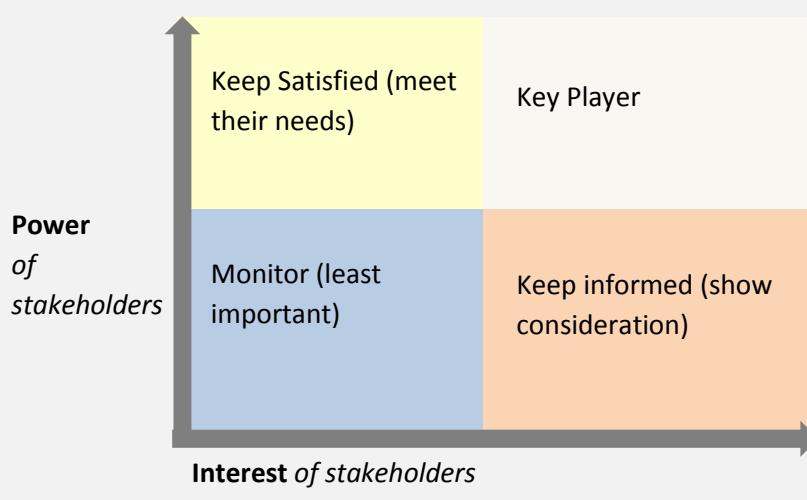 Keep Satisfied (meet
their needs)
Key Player
Power
of
stakeholders
Monitor (least
important)
Keep informed (show
consideration)
Interest of stakeholders